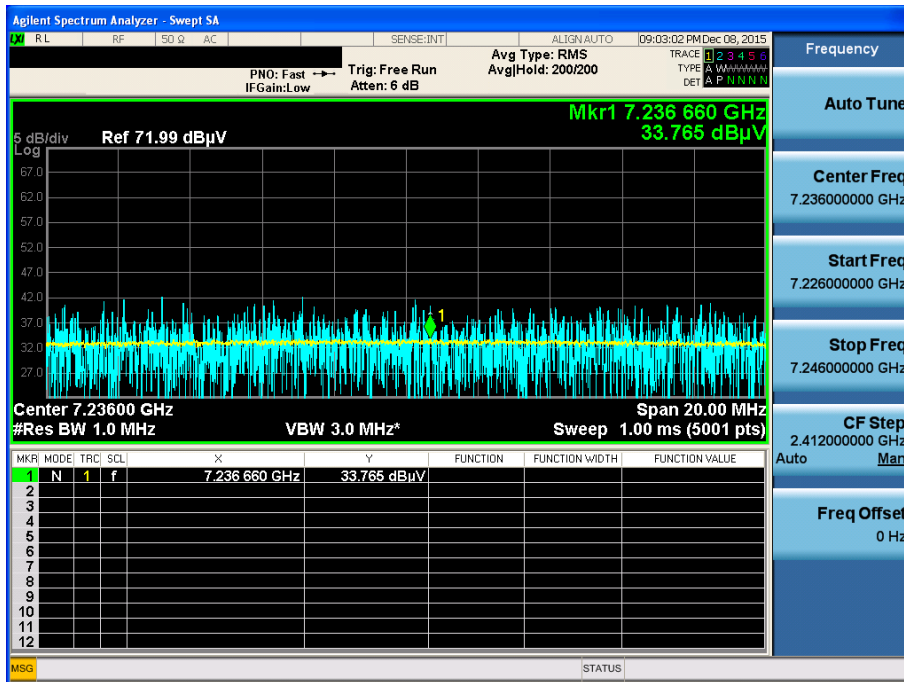 Agilent Spectrum Analyzer - Swept SA
LXI RL RF 50 Ω AC SENSE:INT ALIGN AUTO 09:03:02 PM Dec 08, 2015
PNO: Fast Trig: Free Run Avg Type: RMS TRACE 1 2 3 4 5 6
IFGain:Low Atten: 6 dB Avg|Hold: 200/200 TYPE A WWWWW
DET A P N N N N
Mkr1 7.236 660 GHz
33.765 dBµV
5 dB/div Ref 71.99 dBµV
Log
67.0
62.0
57.0
52.0
47.0
42.0
37.0
32.0
27.0
1
Center 7.23600 GHz Span 20.00 MHz
#Res BW 1.0 MHz VBW 3.0 MHz* Sweep 1.00 ms (5001 pts)
MKR MODE TRC SCL X Y FUNCTION FUNCTION WIDTH FUNCTION VALUE
1 N 1 f 7.236 660 GHz 33.765 dBµV
2
3
4
5
6
7
8
9
10
11
12
MSG STATUS
Frequency
Auto Tune
Center Freq
7.236000000 GHz
Start Freq
7.226000000 GHz
Stop Freq
7.246000000 GHz
CF Step
2.412000000 GHz
Auto Man
Freq Offset
0 Hz